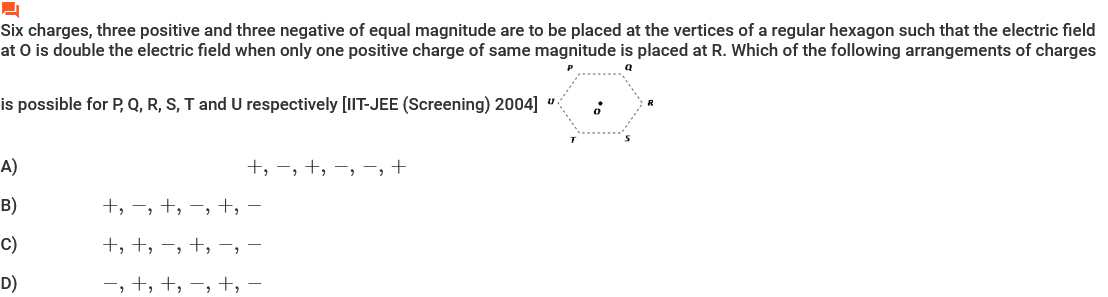 Six charges, three positive and three negative of equal magnitude are to be placed at the vertices of a regular hexagon such that the electric field
at O is double the electric field when only one positive charge of same magnitude is placed at R. Which of the following arrangements of charges
P Q
is possible for P, Q, R, S, T and U respectively [IIT-JEE (Screening) 2004] U O R
T S
A) +, −, +, −, −, +
B) +, −, +, −, +, −
C) +, +, −, +, −, −
D) −, +, +, −, +, −